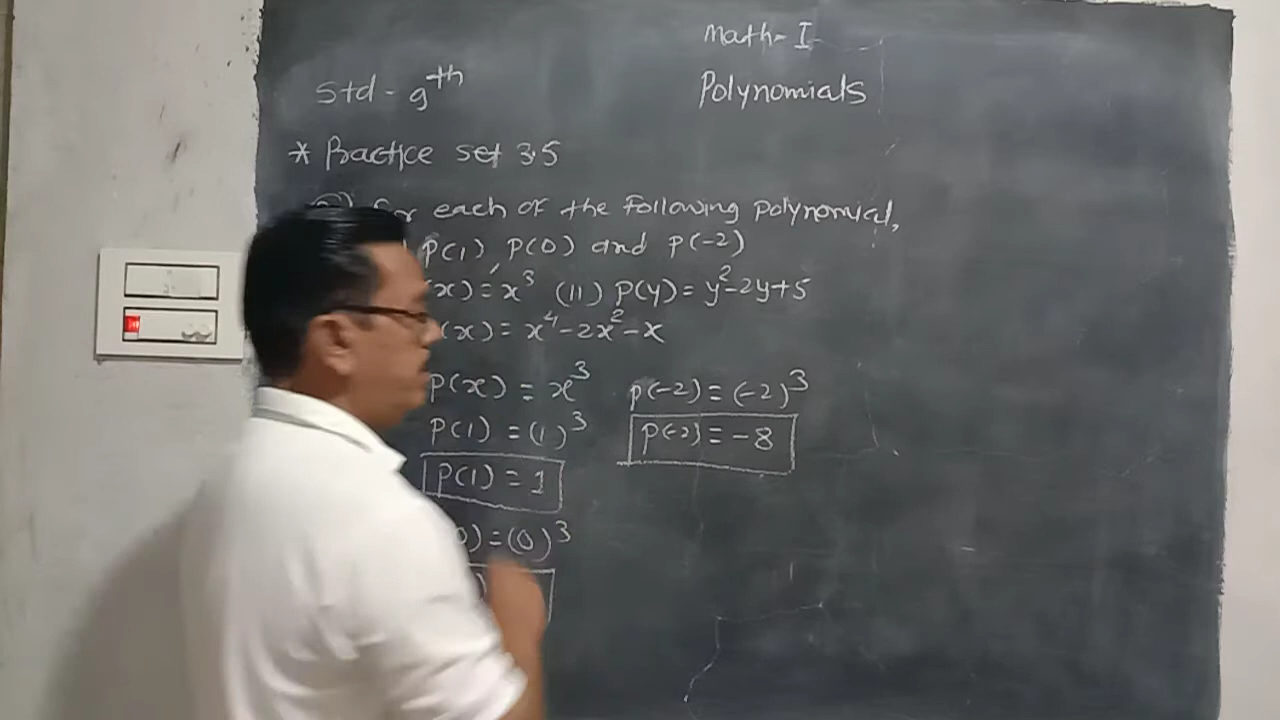 Math-I
Std-9th
Polynomials
* Practice set 3.5
for each of the following polynomial,
P(1), P(0) and P(-2)
(x) = x³ (II) P(y) = y²-2y+5
(x) = x⁴-2x²-x
P(x) = x³
P(1) = (1)³
P(1) = 1
0) = (0)³
P(-2) = (-2)³
P(-2) = -8